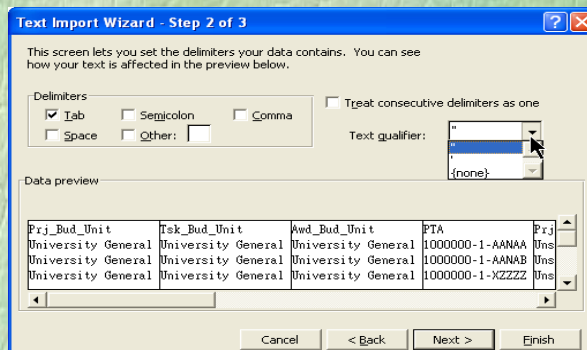 Text Import Wizard - Step 2 of 3
This screen lets you set the delimiters your data contains. You can see
how your text is affected in the preview below.
Delimiters
Tab Semicolon Comma
Space Other:
Treat consecutive delimiters as one
Text qualifier: "
"
'
{none}
Data preview
Prj_Bud_Unit Tsk_Bud_Unit Awd_Bud_Unit PTA Prj
University General University General University General 1000000-1-AANAA Uns
University General University General University General 1000000-1-AANAB Uns
University General University General University General 1000000-1-XZZZZ Uns
Cancel < Back Next > Finish